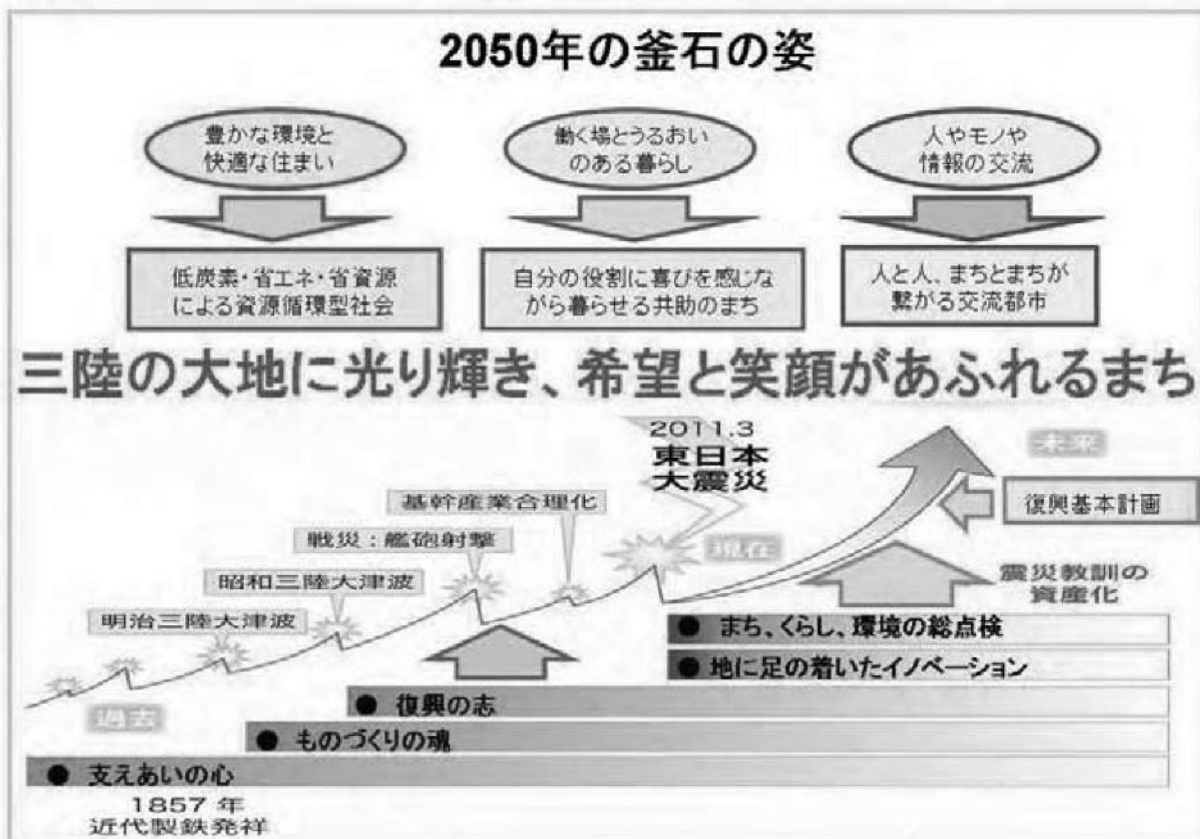 2050年の釜石の姿
豊かな環境と
快適な住まい
働く場とうるおい
のある暮らし
人やモノや
情報の交流
低炭素・省エネ・省資源
による資源循環型社会
自分の役割に喜びを感じな
がら暮らせる共助のまち
人と人、まちとまちが
繋がる交流都市
三陸の大地に光り輝き、希望と笑顔があふれるまち
2011.3
東日本
大震災
未来
基幹産業合理化
復興基本計画
戦災：艦砲射撃
現在
昭和三陸大津波
震災教訓の
資産化
明治三陸大津波
● まち、くらし、環境の総点検
● 地に足の着いたイノベーション
過去
● 復興の志
● ものづくりの魂
● 支えあいの心
1857 年
近代製鉄発祥